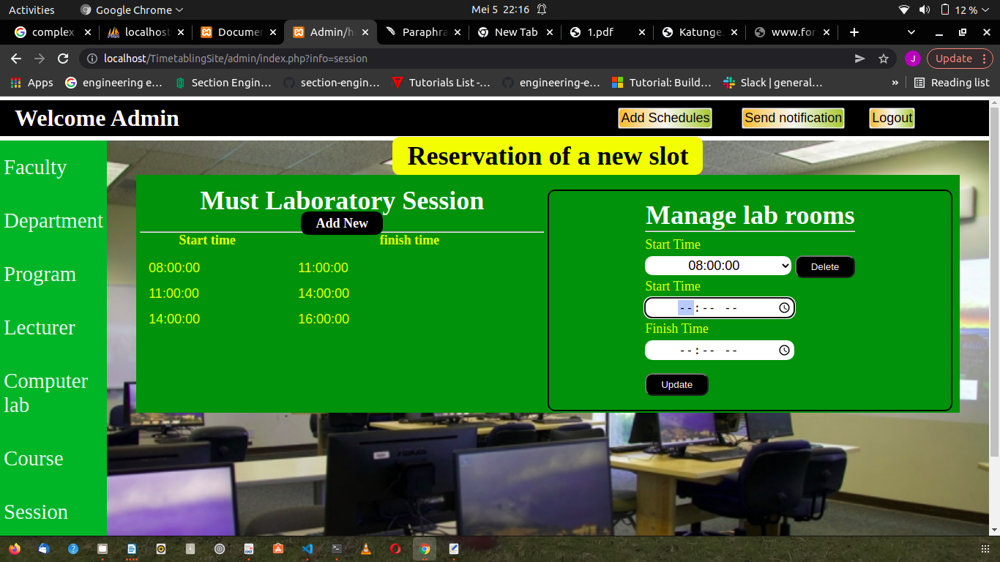 Activities Google Chrome Mei 5 22:16 12 %
complex localhost Documen Admin/h Paraphra New Tab 1.pdf Katunge. www.for
localhost/TimetablingSite/admin/index.php?info=session Update
Apps engineering e... Section Engin... section-engin... Tutorials List -... engineering-e... Tutorial: Build... Slack | general... » Reading list
Welcome Admin Add Schedules Send notification Logout
Reservation of a new slot
Faculty
Department
Program
Lecturer
Computer
lab
Course
Session
Must Laboratory Session
Add New
Start time finish time
08:00:00 11:00:00
11:00:00 14:00:00
14:00:00 16:00:00
Manage lab rooms
Start Time
08:00:00 Delete
Start Time
--:-- --
Finish Time
--:-- --
Update